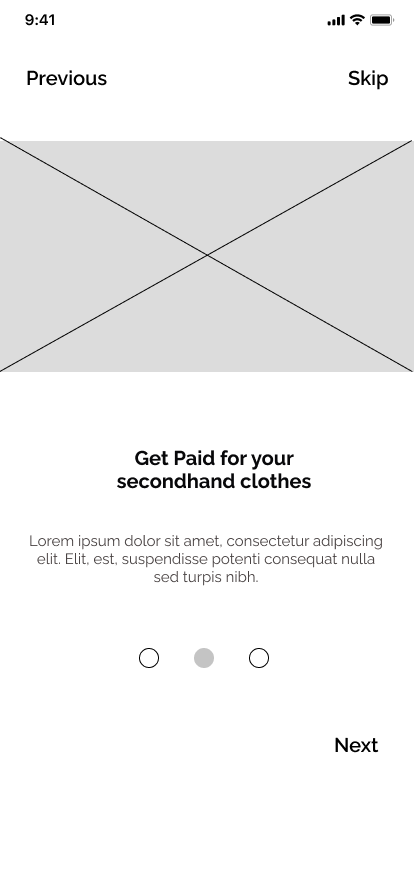 9:41
Previous
Skip
Get Paid for your
secondhand clothes
Lorem ipsum dolor sit amet, consectetur adipiscing
elit. Elit, est, suspendisse potenti consequat nulla
sed turpis nibh.
Next